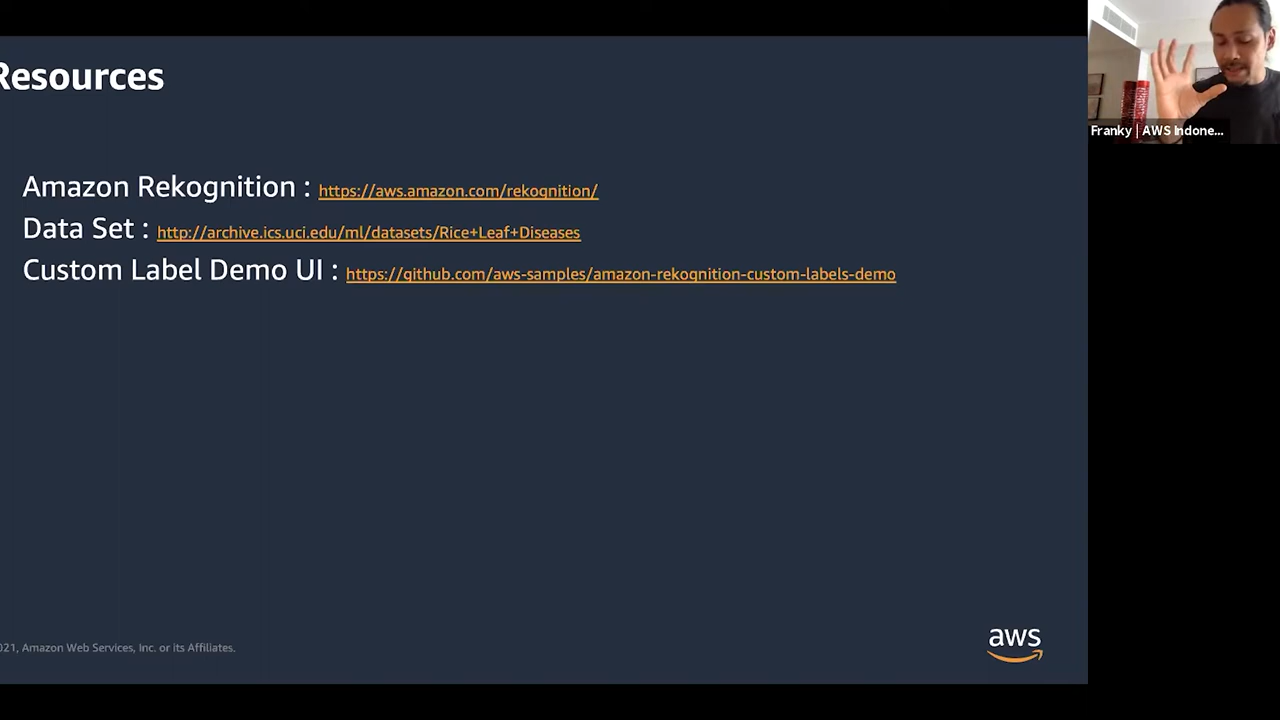 Resources
Amazon Rekognition : https://aws.amazon.com/rekognition/
Data Set : http://archive.ics.uci.edu/ml/datasets/Rice+Leaf+Diseases
Custom Label Demo UI : https://github.com/aws-samples/amazon-rekognition-custom-labels-demo
Franky | AWS Indone...
021, Amazon Web Services, Inc. or its Affiliates.
aws